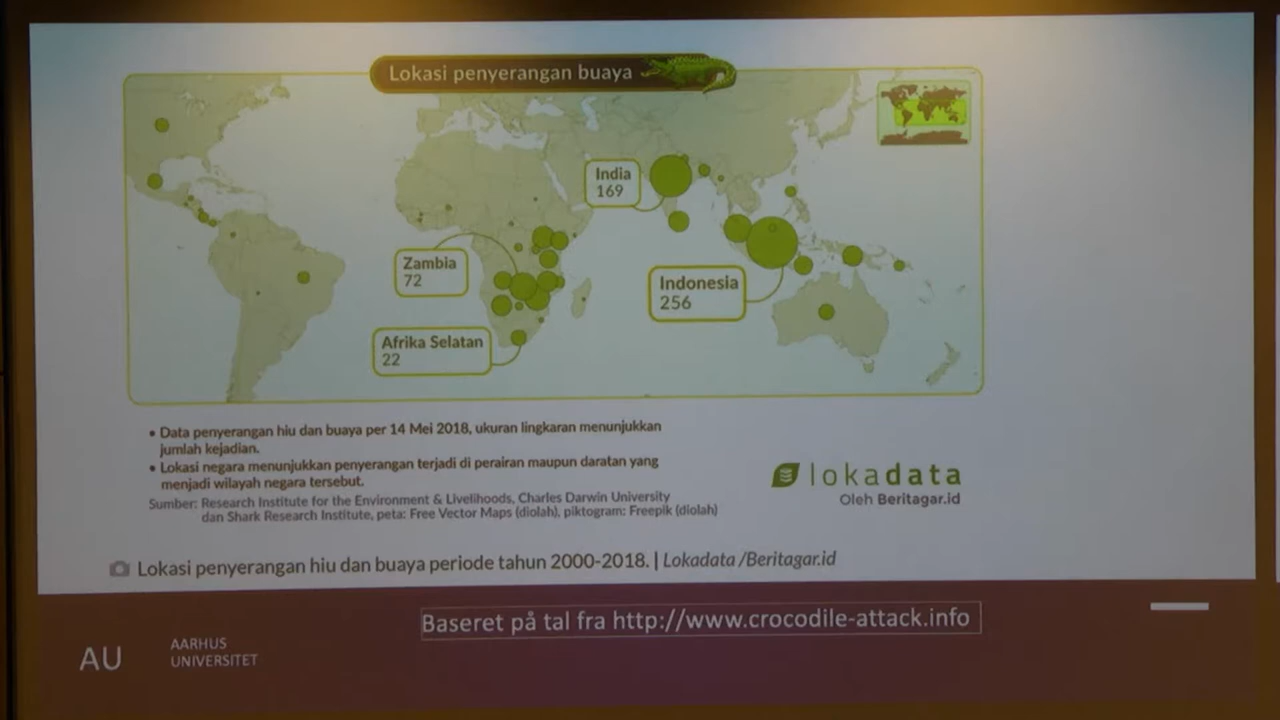 Lokasi penyerangan buaya
India
169
Zambia
72
Indonesia
256
Afrika Selatan
22
• Data penyerangan hiu dan buaya per 14 Mei 2018, ukuran lingkaran menunjukkan
jumlah kejadian.
• Lokasi negara menunjukkan penyerangan terjadi di perairan maupun daratan yang
menjadi wilayah negara tersebut.
Sumber: Research Institute for the Environment & Livelihoods, Charles Darwin University
dan Shark Research Institute, peta: Free Vector Maps (diolah), piktogram: Freepik (diolah)
lokadata
Oleh Beritagar.id
Lokasi penyerangan hiu dan buaya periode tahun 2000-2018. | Lokadata /Beritagar.id
Baseret på tal fra http://www.crocodile-attack.info
AU
AARHUS
UNIVERSITET